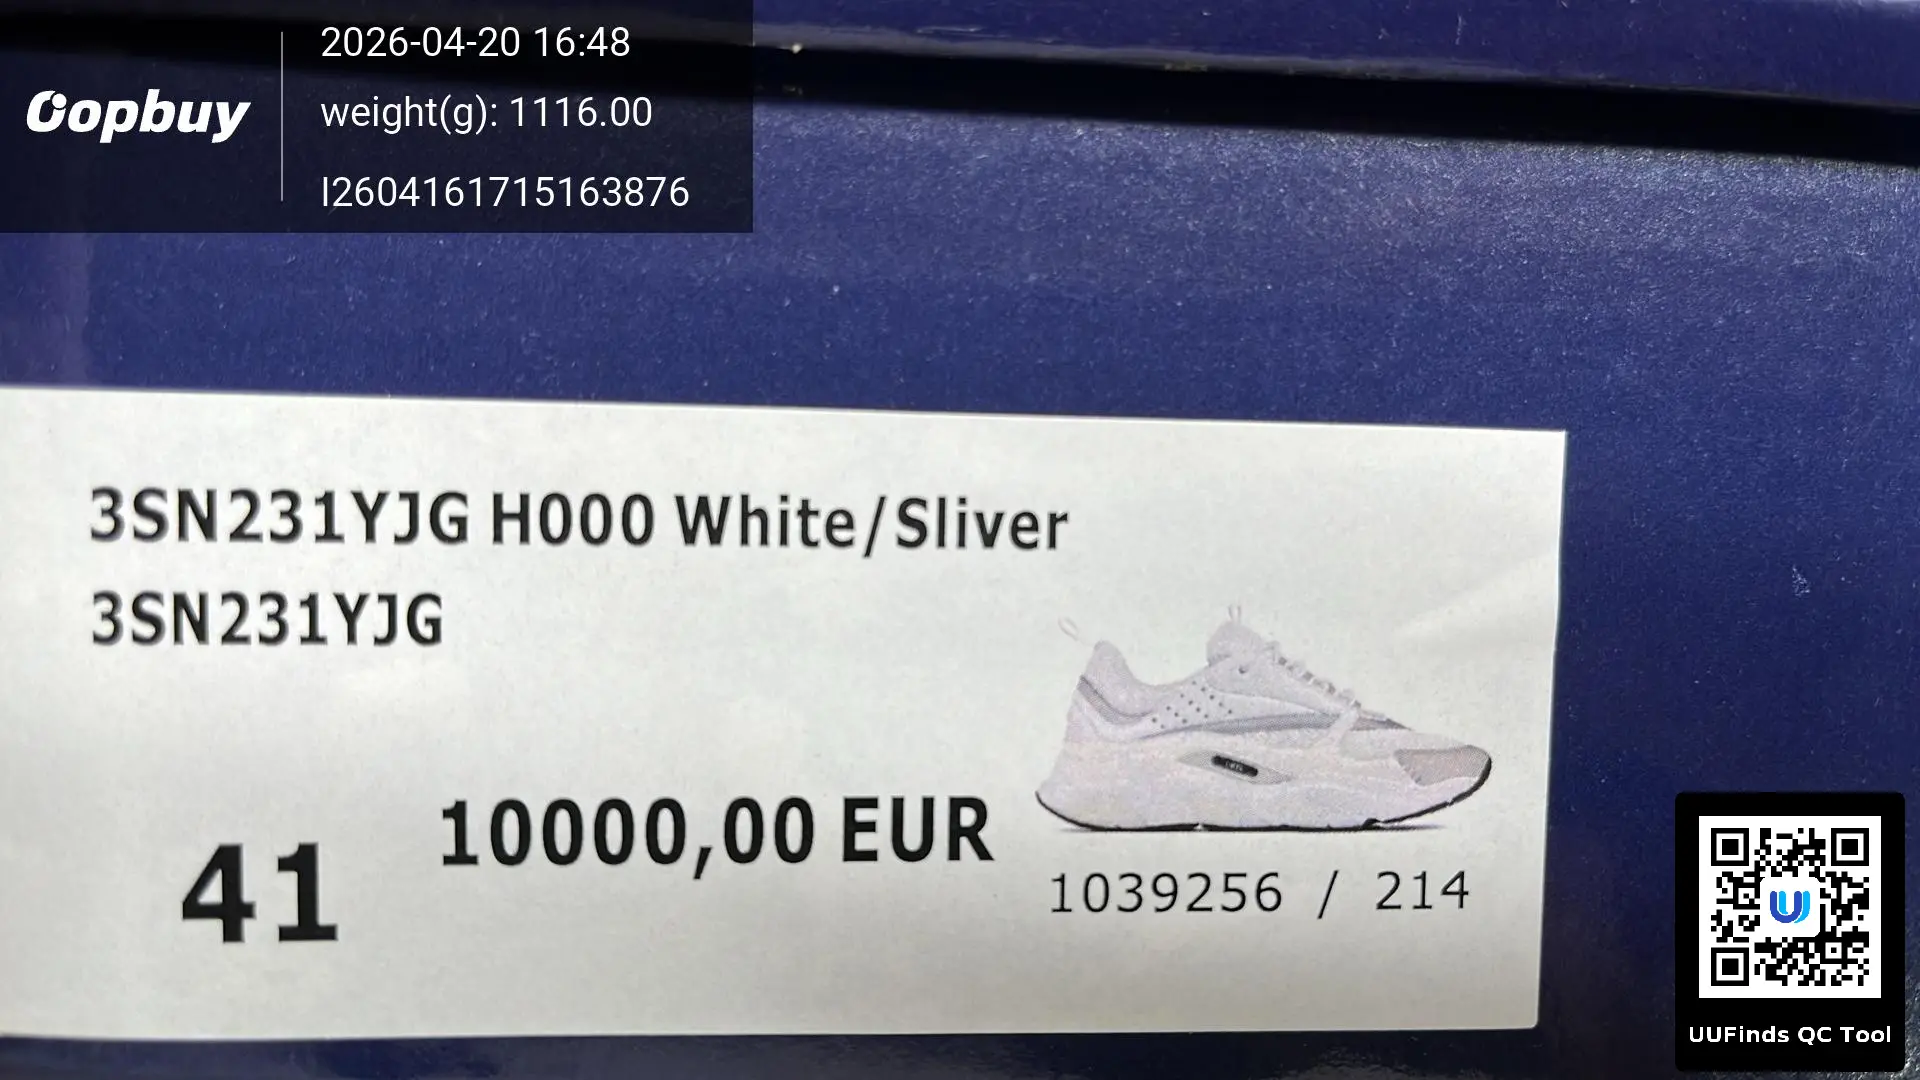 Oopbuy
2026-04-20 16:48
weight(g): 1116.00
I2604161715163876
3SN231YJG H000 White/Sliver
3SN231YJG
41
10000,00 EUR
1039256 / 214
UUFinds QC Tool